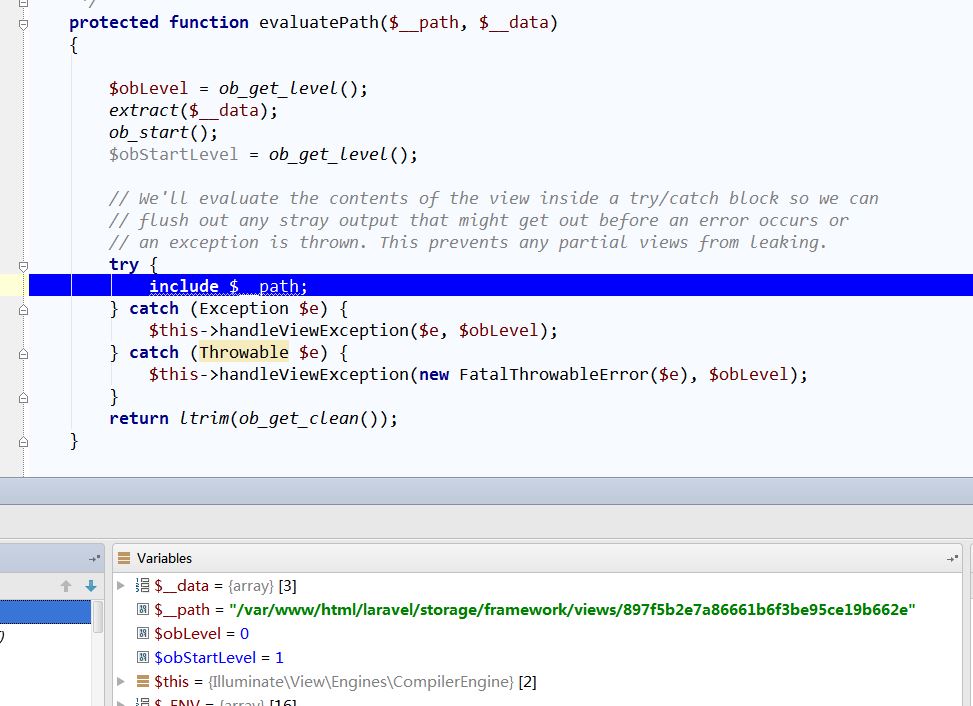 */
protected function evaluatePath($__path, $__data)
{
$obLevel = ob_get_level();
extract($__data);
ob_start();
$obStartLevel = ob_get_level();
// We'll evaluate the contents of the view inside a try/catch block so we can
// flush out any stray output that might get out before an error occurs or
// an exception is thrown. This prevents any partial views from leaking.
try {
include $__path;
} catch (Exception $e) {
$this->handleViewException($e, $obLevel);
} catch (Throwable $e) {
$this->handleViewException(new FatalThrowableError($e), $obLevel);
}
return ltrim(ob_get_clean());
}
Variables
$__data = {array} [3]
$__path = "/var/www/html/laravel/storage/framework/views/897f5b2e7a86661b6f3be95ce19b662e"
$obLevel = 0
)
$obStartLevel = 1
$this = {Illuminate\View\Engines\CompilerEngine} [2]
$_ENV = {array} [16]